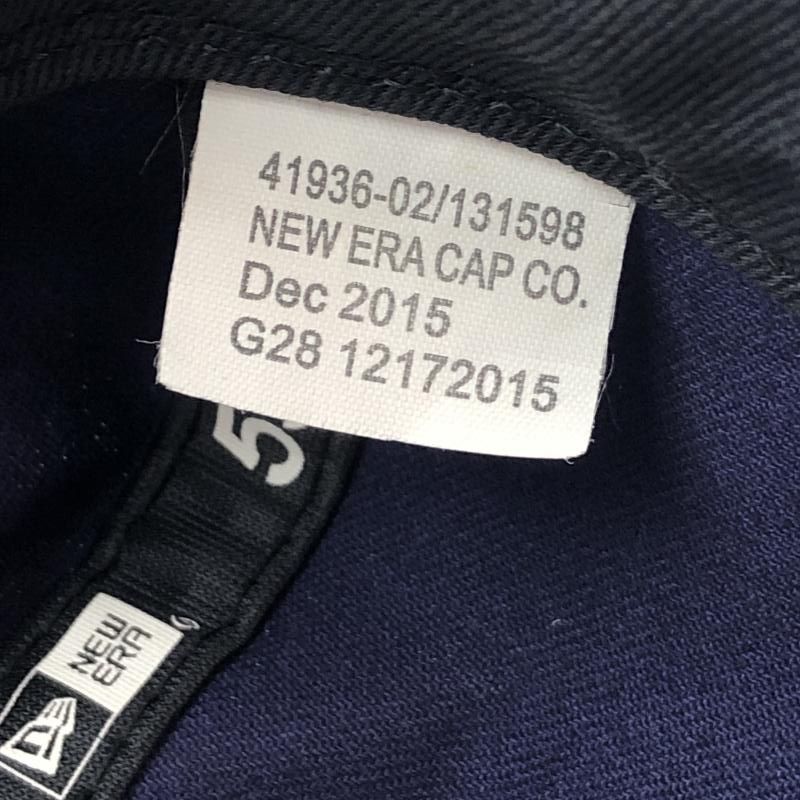 41936-02/131598
NEW ERA CAP CO.
Dec 2015
G28 12172015
NEW
ERA